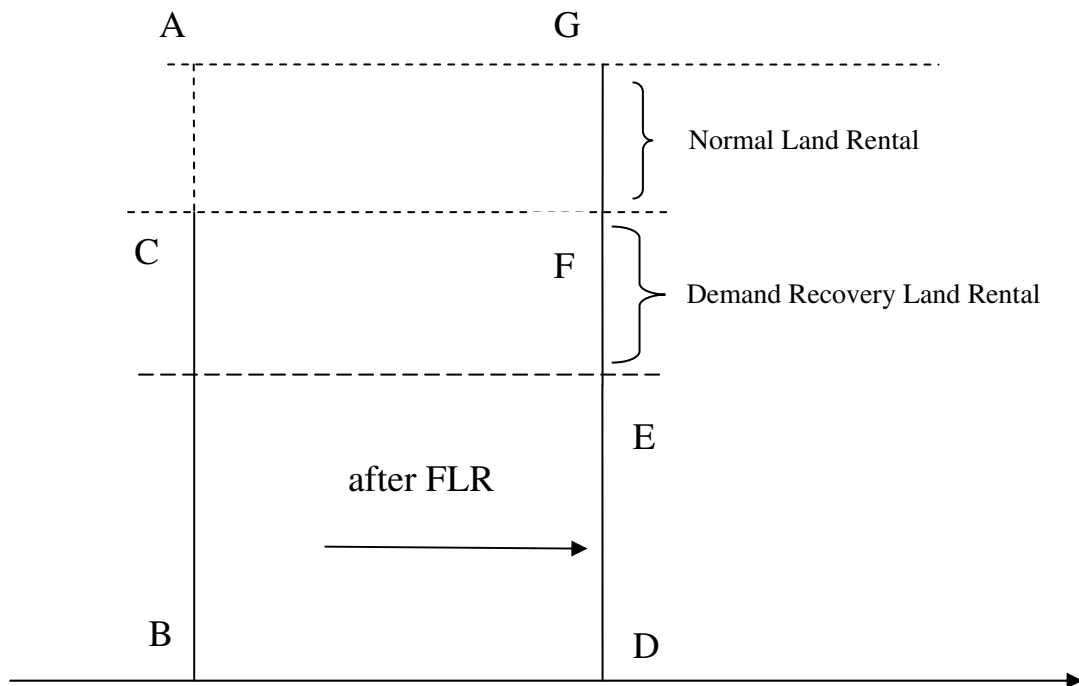 A
G
Normal Land Rental
C
F
Demand Recovery Land Rental
E
after FLR
B
D